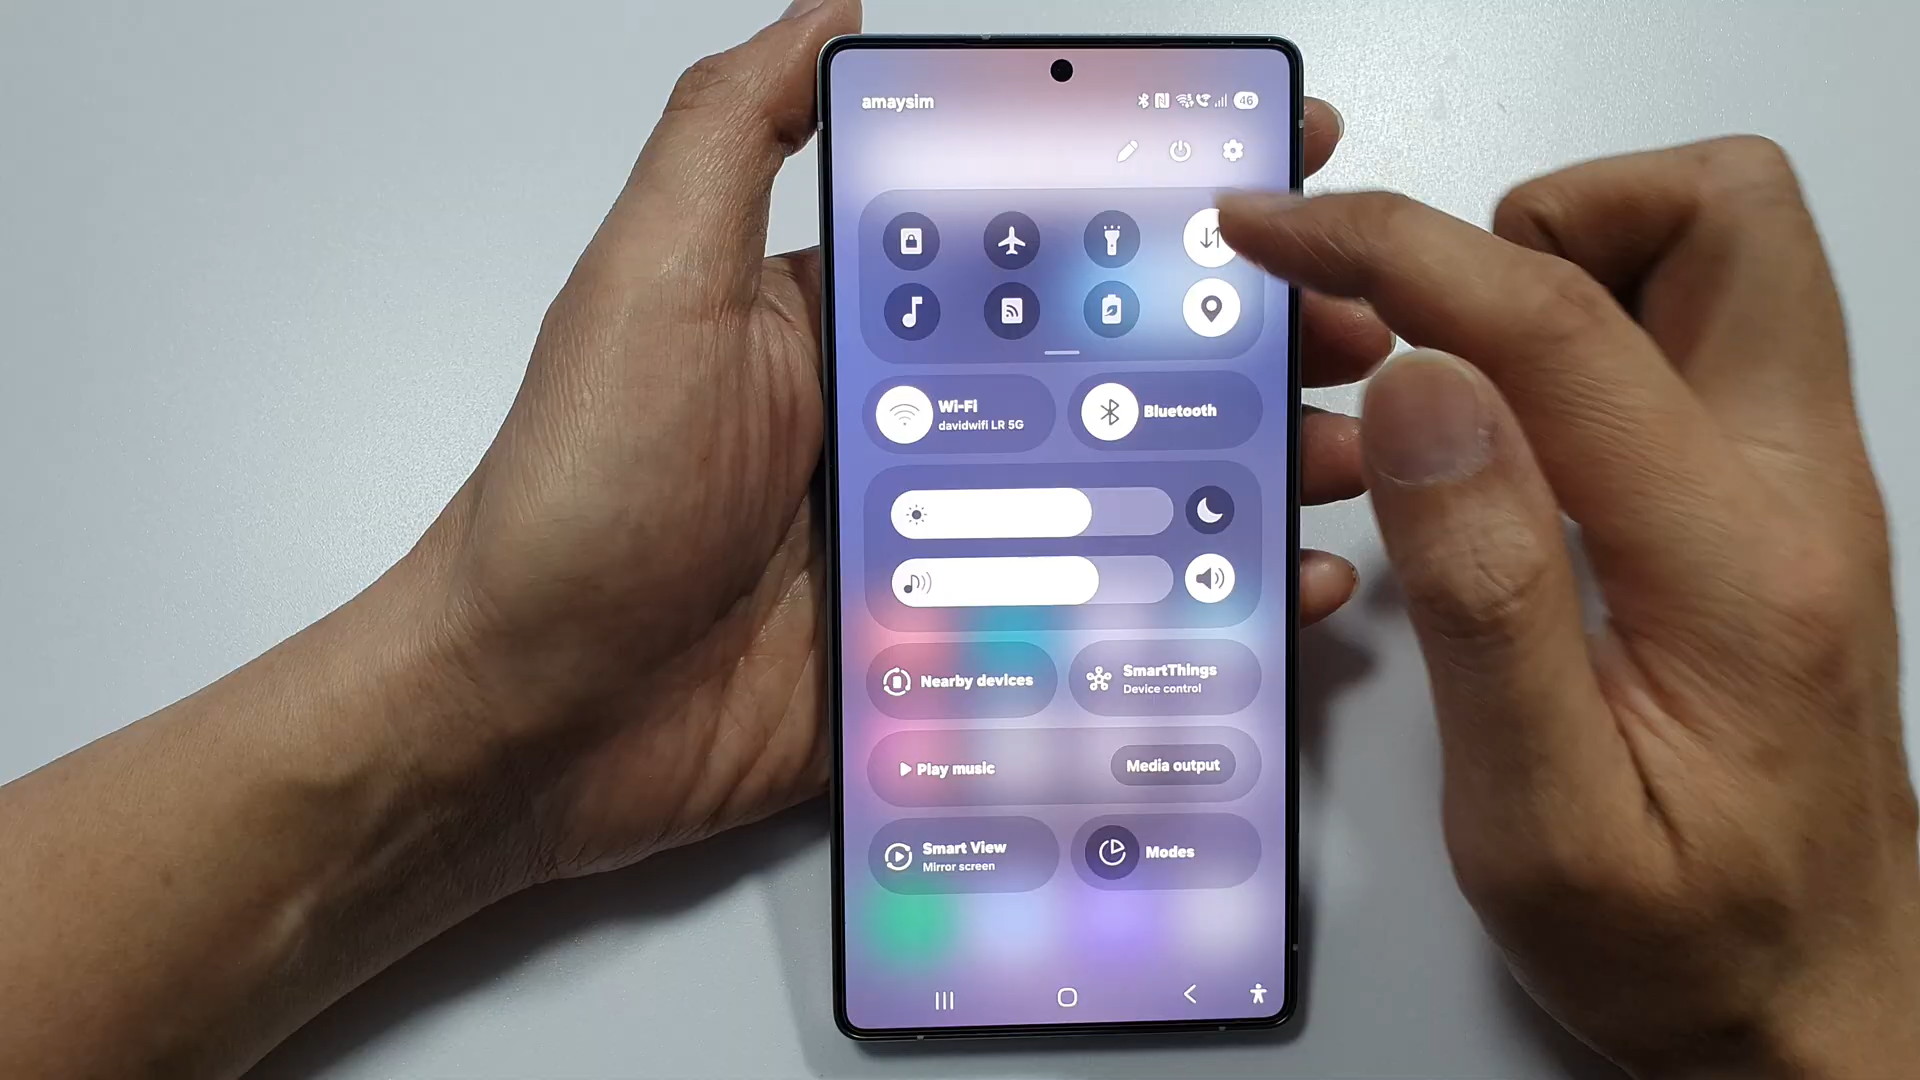 amaysim
46
Wi-Fi
davidwifi LR 5G
Bluetooth
Nearby devices
SmartThings
Device control
Play music
Media output
Smart View
Mirror screen
Modes